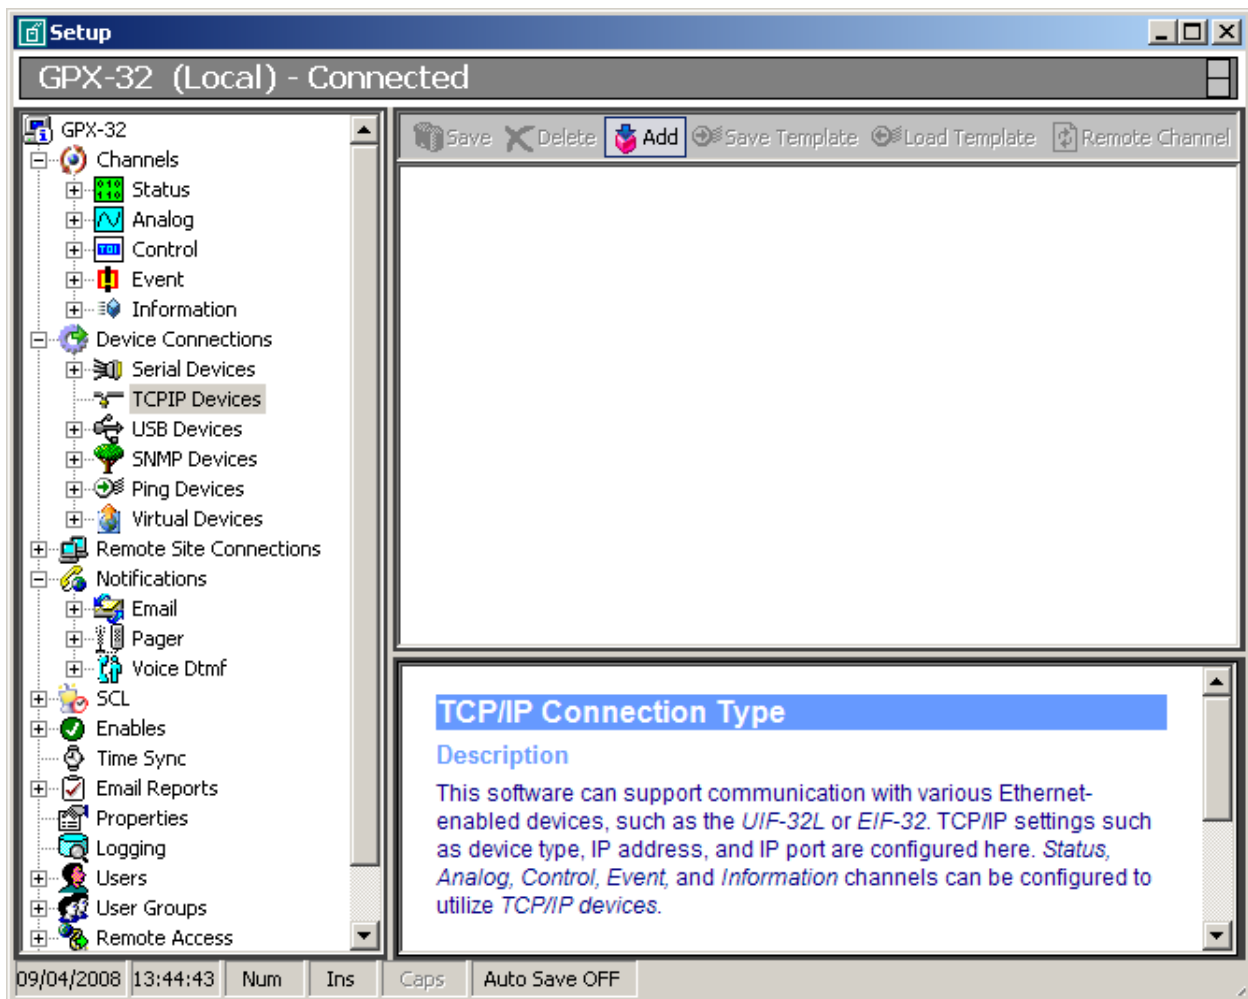 Setup
GPX-32 (Local) - Connected
GPX-32
Channels
Status
Analog
Control
Event
Information
Device Connections
Serial Devices
TCPIP Devices
USB Devices
SNMP Devices
Ping Devices
Virtual Devices
Remote Site Connections
Notifications
Email
Pager
Voice Dtmf
SCL
Enables
Time Sync
Email Reports
Properties
Logging
Users
User Groups
Remote Access
Save Delete Add Save Template Load Template Remote Channel
TCP/IP Connection Type
Description
This software can support communication with various Ethernet-
enabled devices, such as the UIF-32L or EIF-32. TCP/IP settings such
as device type, IP address, and IP port are configured here. Status,
Analog, Control, Event, and Information channels can be configured to
utilize TCP/IP devices.
09/04/2008 13:44:43 Num Ins Caps Auto Save OFF